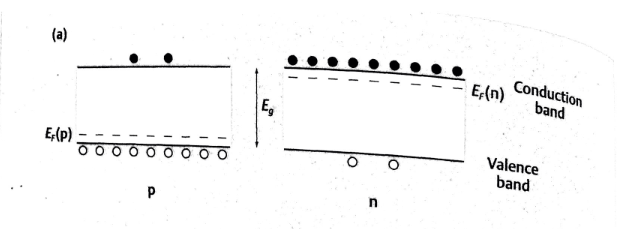 (a)
E_g
E_F(n)
Conduction
band
E_F(p)
Valence
band
p
n